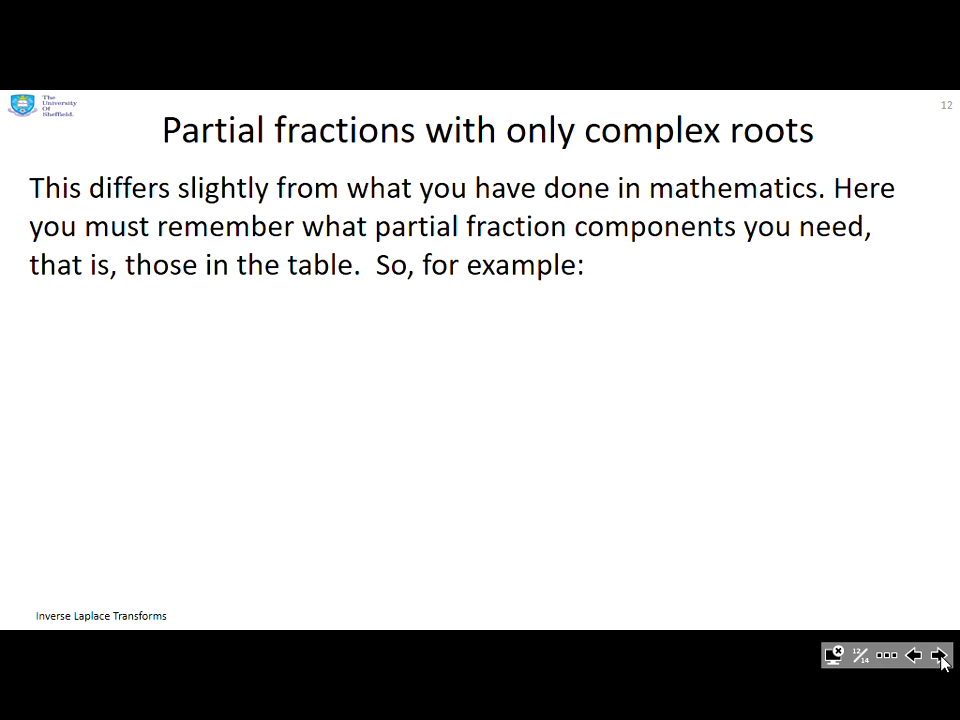 The
University
Of
Sheffield.
12
Partial fractions with only complex roots
This differs slightly from what you have done in mathematics. Here
you must remember what partial fraction components you need,
that is, those in the table.  So, for example:
Inverse Laplace Transforms
12/14